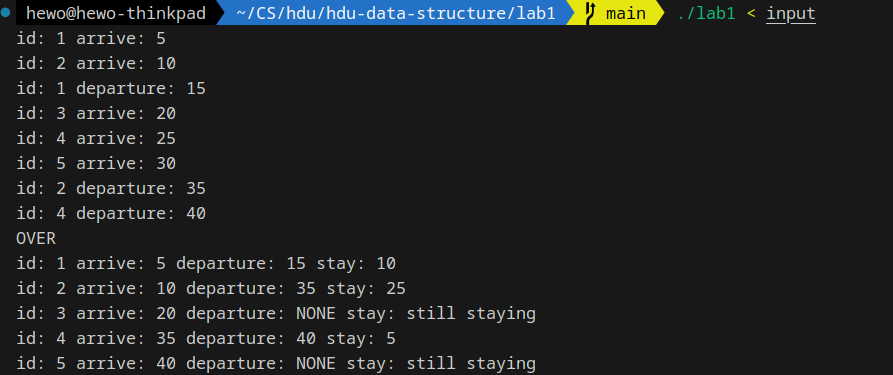 hewo@hewo-thinkpad ~/CS/hdu/hdu-data-structure/lab1 main ./lab1 < input
id: 1 arrive: 5
id: 2 arrive: 10
id: 1 departure: 15
id: 3 arrive: 20
id: 4 arrive: 25
id: 5 arrive: 30
id: 2 departure: 35
id: 4 departure: 40
OVER
id: 1 arrive: 5 departure: 15 stay: 10
id: 2 arrive: 10 departure: 35 stay: 25
id: 3 arrive: 20 departure: NONE stay: still staying
id: 4 arrive: 35 departure: 40 stay: 5
id: 5 arrive: 40 departure: NONE stay: still staying